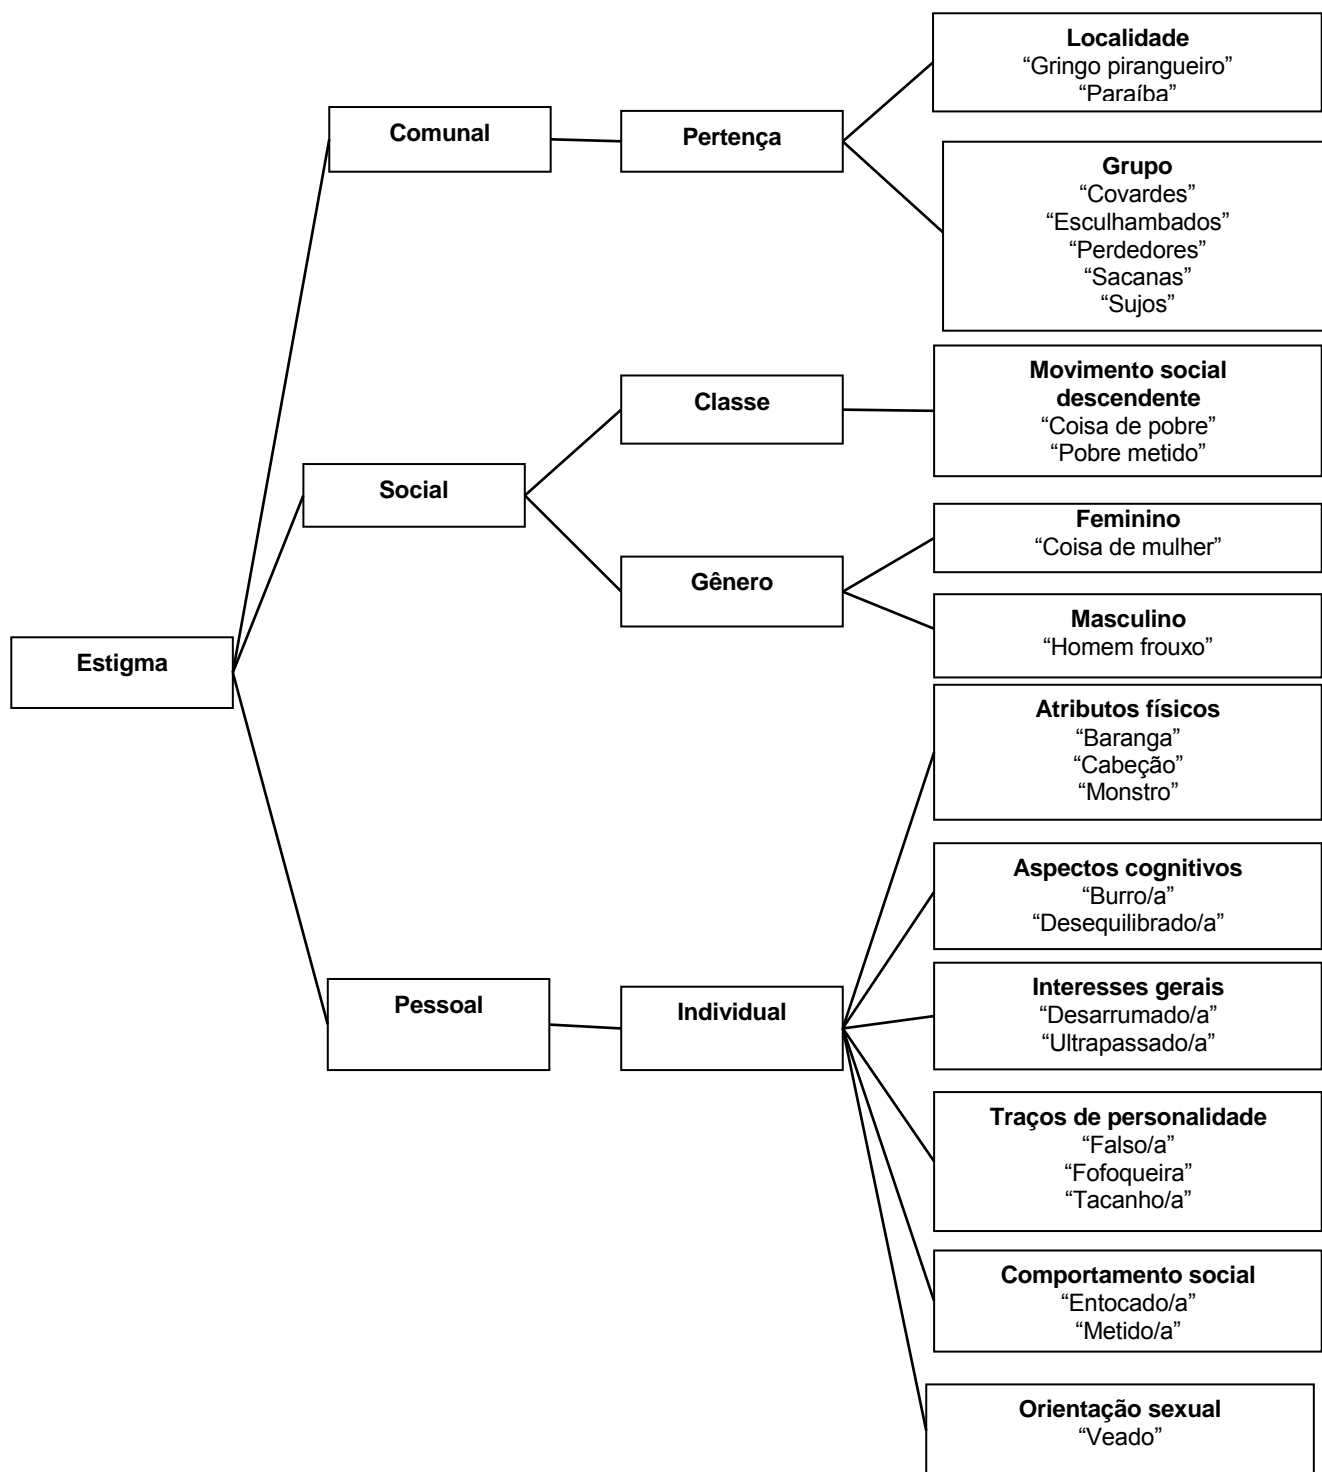 Localidade
“Gringo pirangueiro”
“Paraíba”
Comunal
Pertença
Grupo
“Covardes”
“Esculhambados”
“Perdedores”
“Sacanas”
“Sujos”
Movimento social
descendente
“Coisa de pobre”
“Pobre metido”
Classe
Social
Feminino
“Coisa de mulher”
Gênero
Masculino
“Homem frouxo”
Estigma
Atributos físicos
“Baranga”
“Cabeção”
“Monstro”
Aspectos cognitivos
“Burro/a”
“Desequilibrado/a”
Pessoal
Individual
Interesses gerais
“Desarrumado/a”
“Ultrapassado/a”
Traços de personalidade
“Falso/a”
“Fofoqueira”
“Tacanho/a”
Comportamento social
“Entocado/a”
“Metido/a”
Orientação sexual
“Veado”